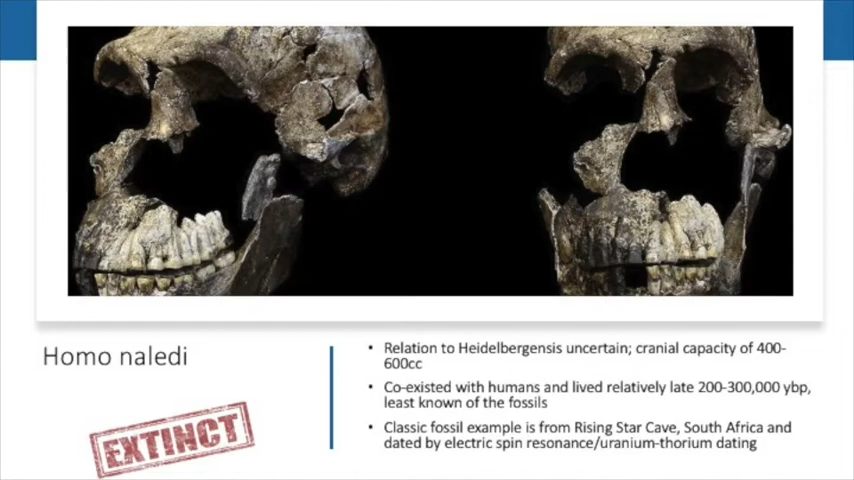 Homo naledi
EXTINCT
• Relation to Heidelbergensis uncertain; cranial capacity of 400-
600cc
• Co-existed with humans and lived relatively late 200-300,000 ybp,
least known of the fossils
• Classic fossil example is from Rising Star Cave, South Africa and
dated by electric spin resonance/uranium-thorium dating